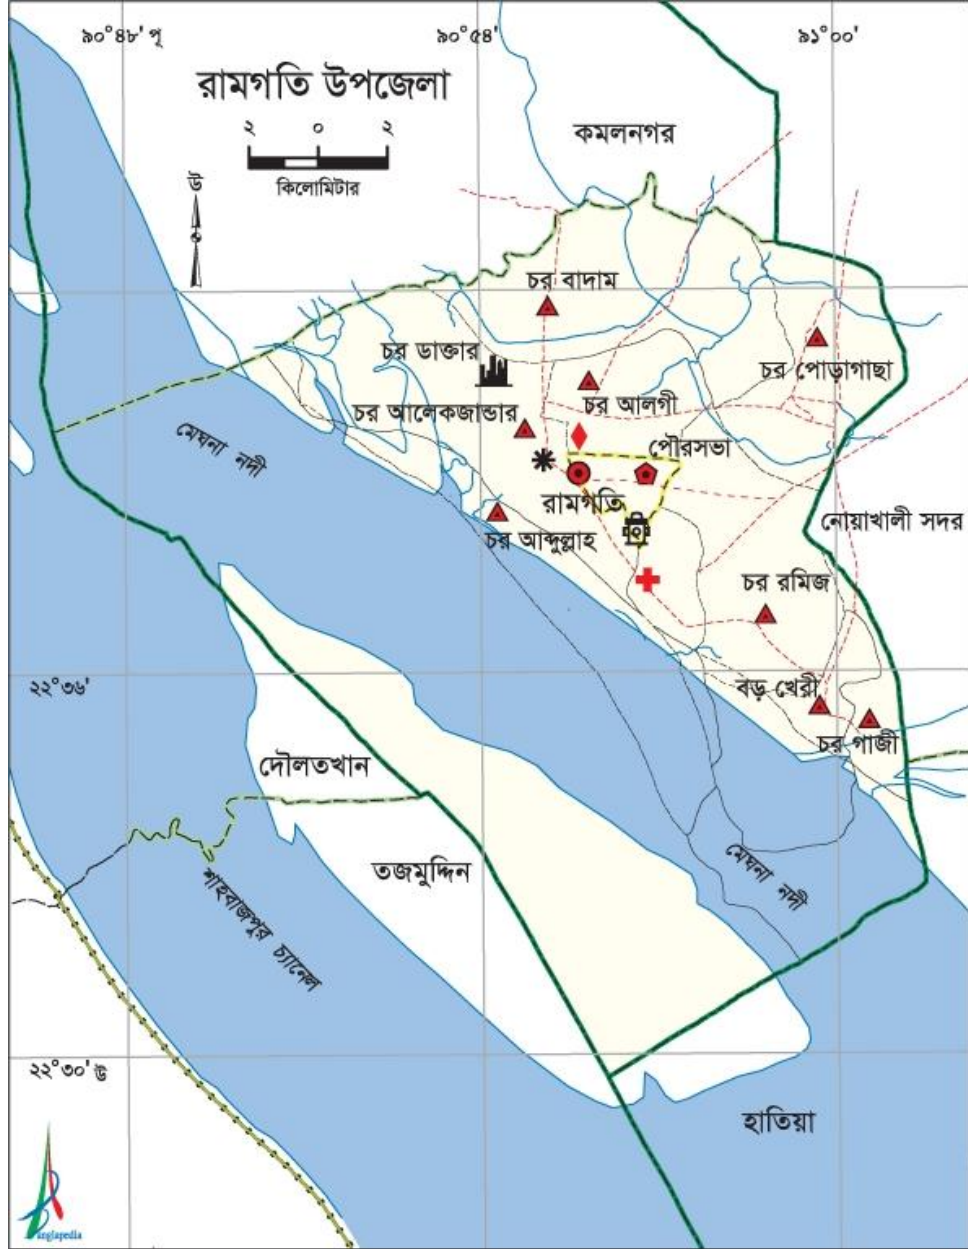 ৯০°৪৮' পূ
৯০°৫৪'
৯১°০০'
রামগতি উপজেলা
২ ০ ২
কিলোমিটার
উ
কমলনগর
চর বাদাম
চর ডাক্তার
চর পোড়াগাছা
চর আলেকজান্ডার
চর আলগী
মেঘনা নদী
পৌরসভা
রামগতি
নোয়াখালী সদর
চর আব্দুল্লাহ
চর রমিজ
২২°৩৬'
বড় খেরী
চর গাজী
দৌলতখান
তজমুদ্দিন
মেঘনা নদী
শাহবাজপুর চ্যানেল
২২°৩০' উ
হাতিয়া
Banglapedia